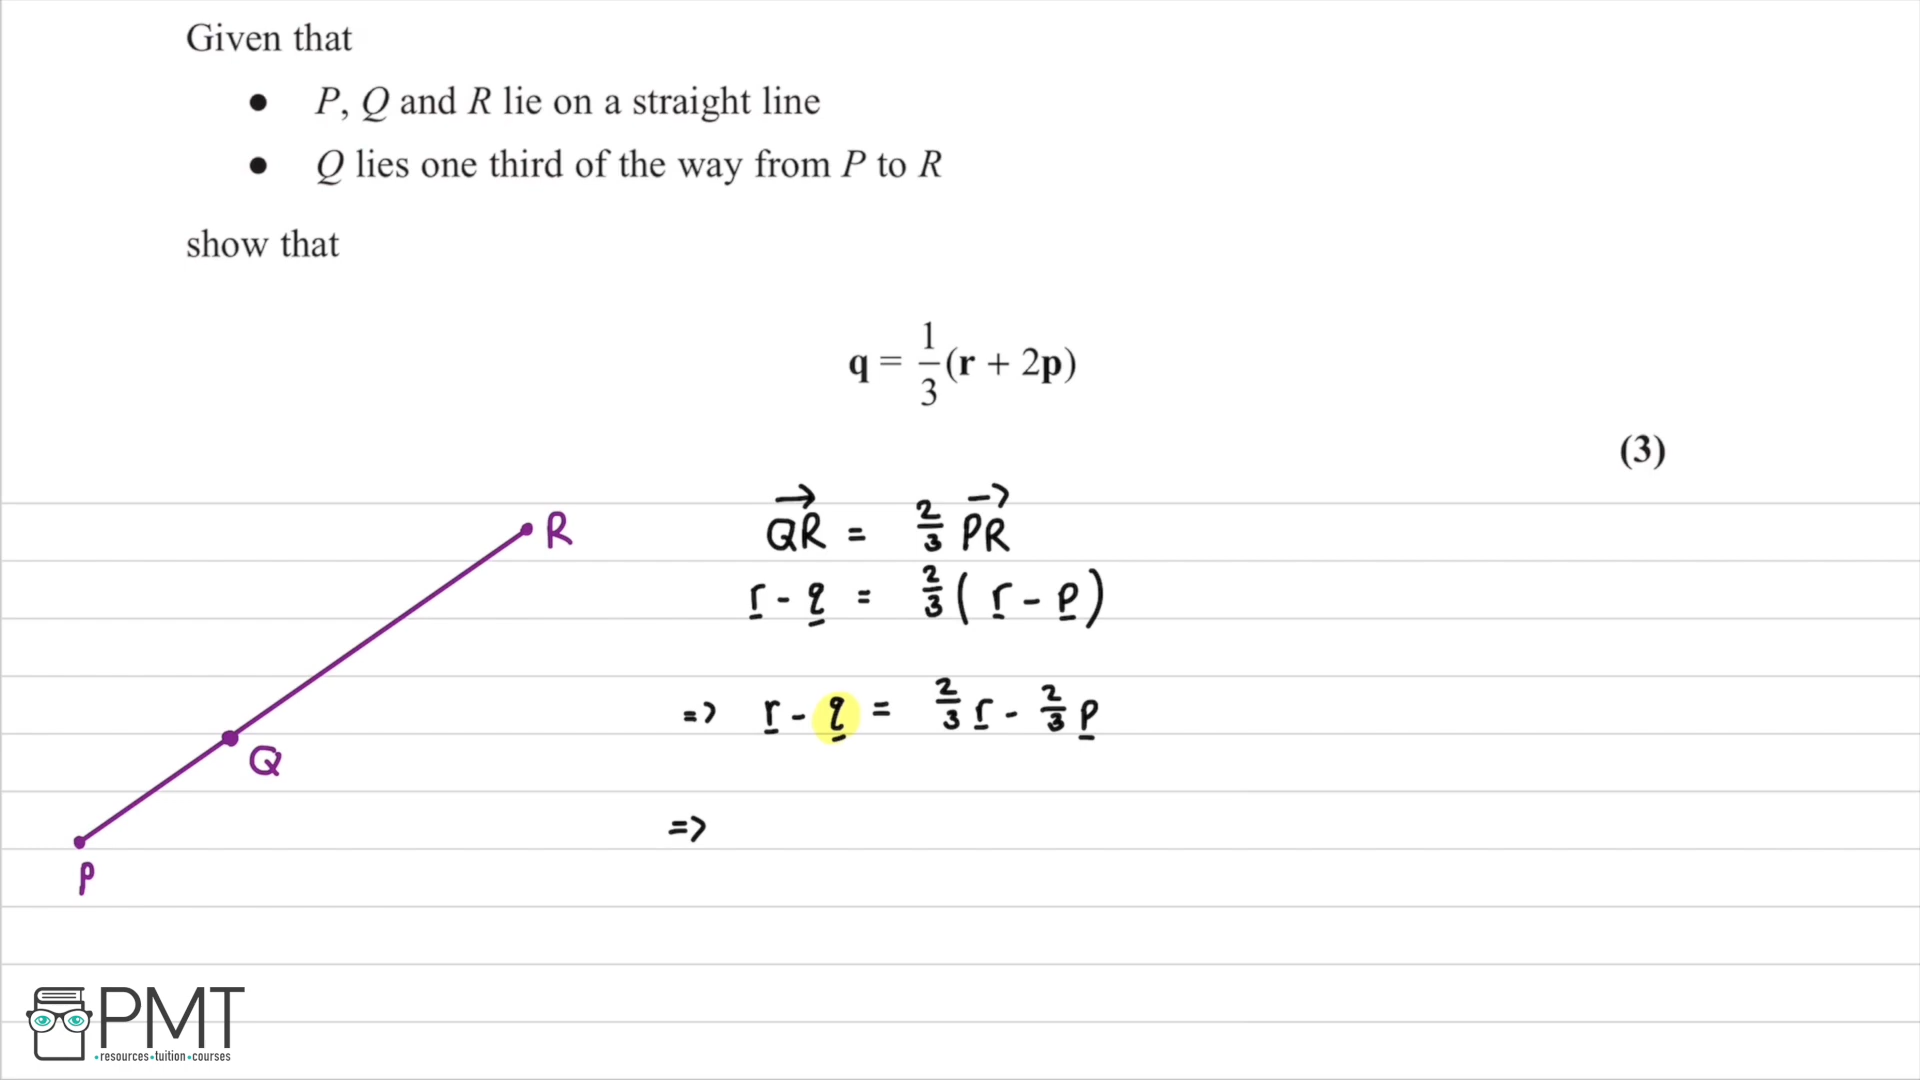 Given that
● P, Q and R lie on a straight line
● Q lies one third of the way from P to R
show that
q = 1/3(r + 2p)
(3)
R
Q
P
→QR = 2/3 →PR
r - q = 2/3(r - p)
=> r - q = 2/3 r - 2/3 p
=>
PMT
•resources•tuition•courses